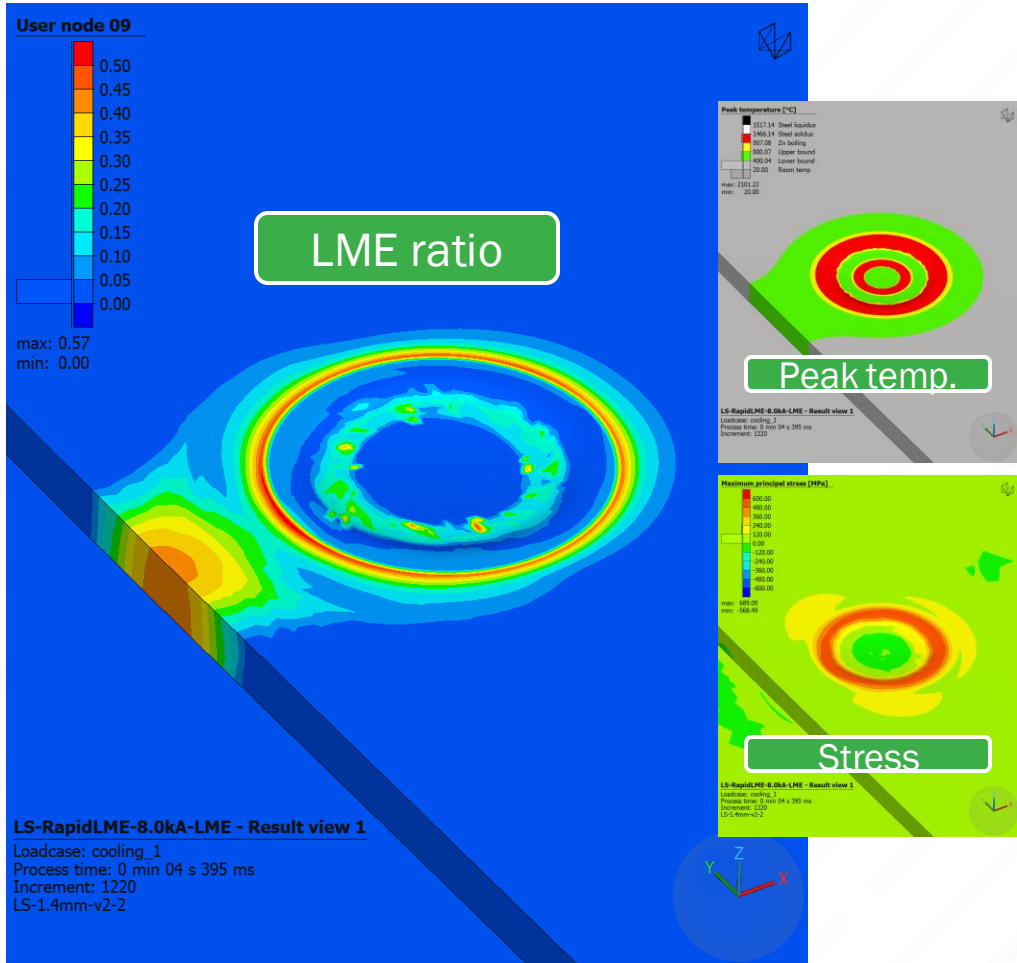 User node 09
0.50
0.45
0.40
0.35
0.30
0.25
0.20
0.15
0.10
0.05
0.00
max: 0.57
min: 0.00
LME ratio
LS-RapidLME-8.0kA-LME - Result view 1
Loadcase: cooling_1
Process time: 0 min 04 s 395 ms
Increment: 1220
LS-1.4mm-v2-2
Z
Y
X
Peak temperature [°C]
1517.14 Steel liquidus
1466.14 Steel solidus
907.08 Zn boiling
800.07 Upper bound
400.04 Lower bound
20.00 Room temp
max: 2101.22
min: 20.00
Peak temp.
LS-RapidLME-8.0kA-LME - Result view 1
Loadcase: cooling_1
Process time: 0 min 04 s 395 ms
Increment: 1220
Maximum principal stress [MPa]
600.00
480.00
360.00
240.00
120.00
0.00
-120.00
-240.00
-360.00
-480.00
-600.00
max: 689.00
min: -568.49
Stress
LS-RapidLME-8.0kA-LME - Result view 1
Loadcase: cooling_1
Process time: 0 min 04 s 395 ms
Increment: 1220
LS-1.4mm-v2-2